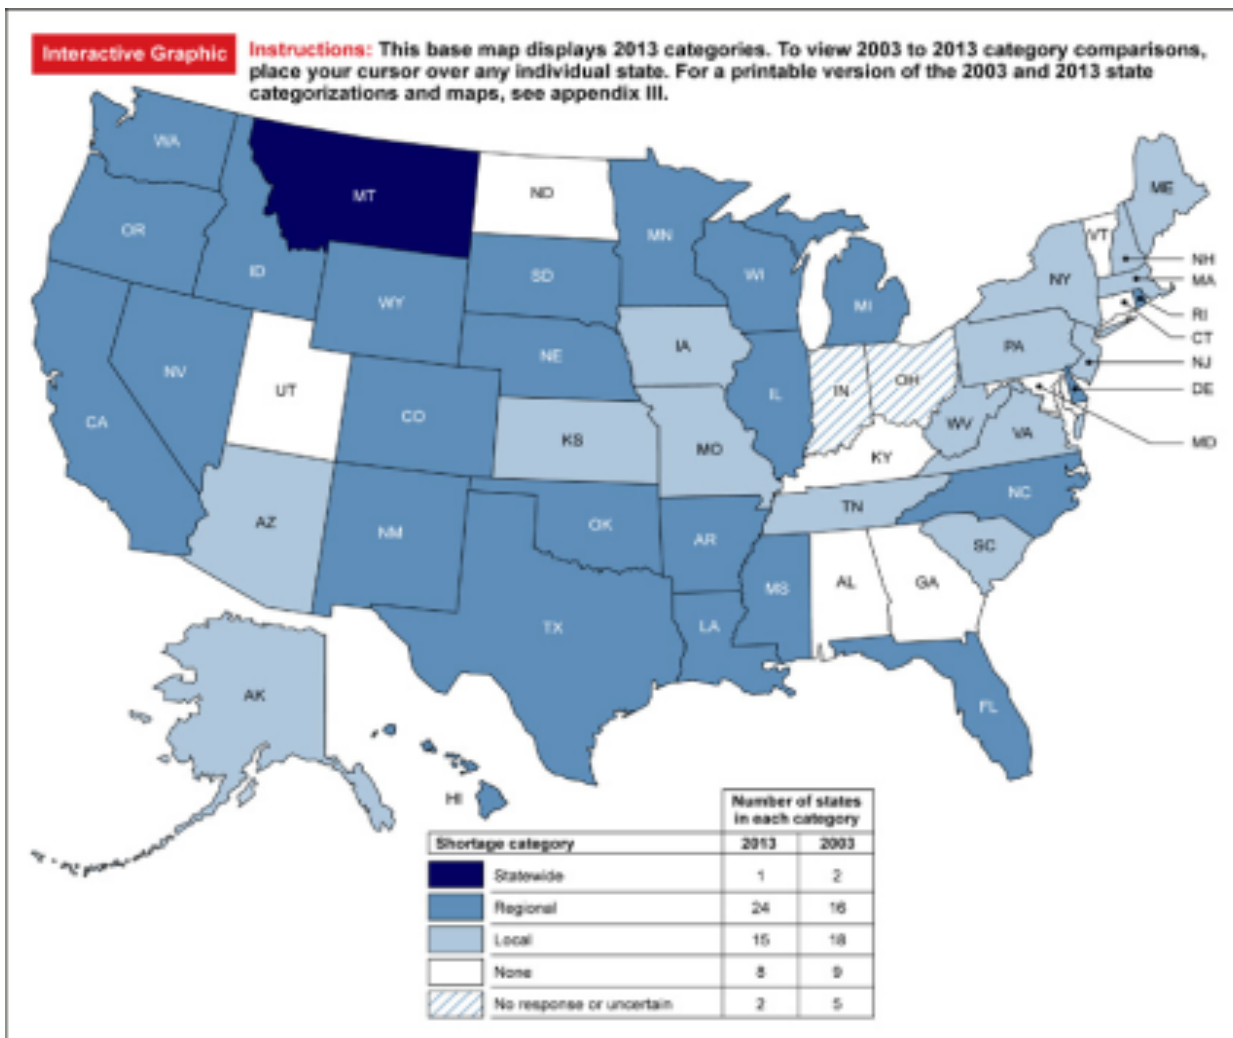 Interactive Graphic
Instructions: This base map displays 2013 categories. To view 2003 to 2013 category comparisons,
place your cursor over any individual state. For a printable version of the 2003 and 2013 state
categorizations and maps, see appendix III.
WA
MT
ND
ME
OR
MN
VT
ID
SD
WI
NY
NH
WY
MI
MA
RI
IA
PA
CT
NE
NV
NJ
UT
IN
OH
IL
DE
CO
CA
WV
VA
KS
MO
MD
KY
NC
TN
AZ
OK
NM
AR
SC
MS
AL
GA
TX
LA
AK
FL
HI
Number of states
in each category
Shortage category 2013 2003
Statewide 1 2
Regional 24 16
Local 15 18
None 8 9
No response or uncertain 2 5